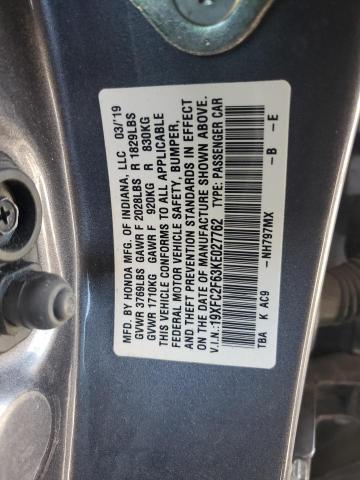 MFD. BY HONDA MFG. OF INDIANA, LLC 03/'19
GVWR 3769LBS GAWR F 2028LBS R 1829LBS
GVWR 1710KG GAWR F 920KG R 830KG
THIS VEHICLE CONFORMS TO ALL APPLICABLE
FEDERAL MOTOR VEHICLE SAFETY, BUMPER,
AND THEFT PREVENTION STANDARDS IN EFFECT
ON THE DATE OF MANUFACTURE SHOWN ABOVE.
V.I.N.:19XFC2F63KE027762 TYPE: PASSENGER CAR
TBA K AC9 -NH797MX -B -E